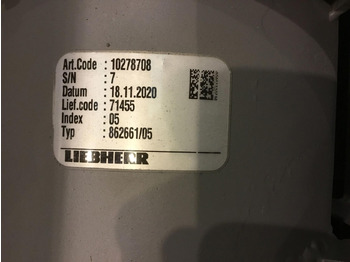 Art.Code : 10278708
S/N : 7
Datum : 18.11.2020
Lief.code : 71455
Index : 05
Typ : 862661/05
LIEBHERR